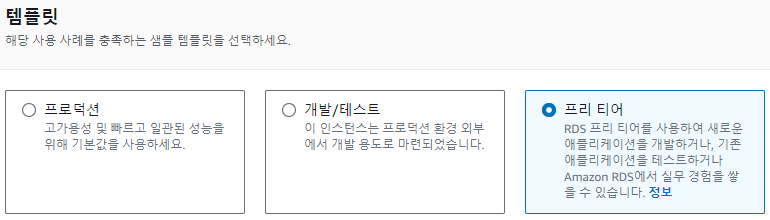 템플릿
해당 사용 사례를 충족하는 샘플 템플릿을 선택하세요.
프로덕션
고가용성 및 빠르고 일관된 성능을
위해 기본값을 사용하세요.
개발/테스트
이 인스턴스는 프로덕션 환경 외부
에서 개발 용도로 마련되었습니다.
프리 티어
RDS 프리 티어를 사용하여 새로운
애플리케이션을 개발하거나, 기존
애플리케이션을 테스트하거나
Amazon RDS에서 실무 경험을 쌓
을 수 있습니다. 정보